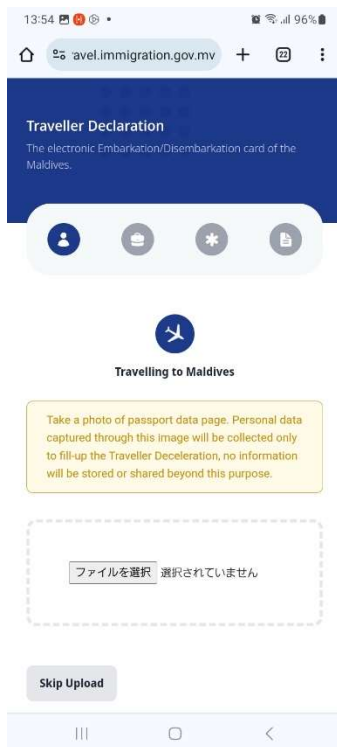 13:54 96%
avel.immigration.gov.mv 22
Traveller Declaration
The electronic Embarkation/Disembarkation card of the
Maldives.
Travelling to Maldives
Take a photo of passport data page. Personal data
captured through this image will be collected only
to fill-up the Traveller Deceleration, no information
will be stored or shared beyond this purpose.
ファイルを選択 選択されていません
Skip Upload